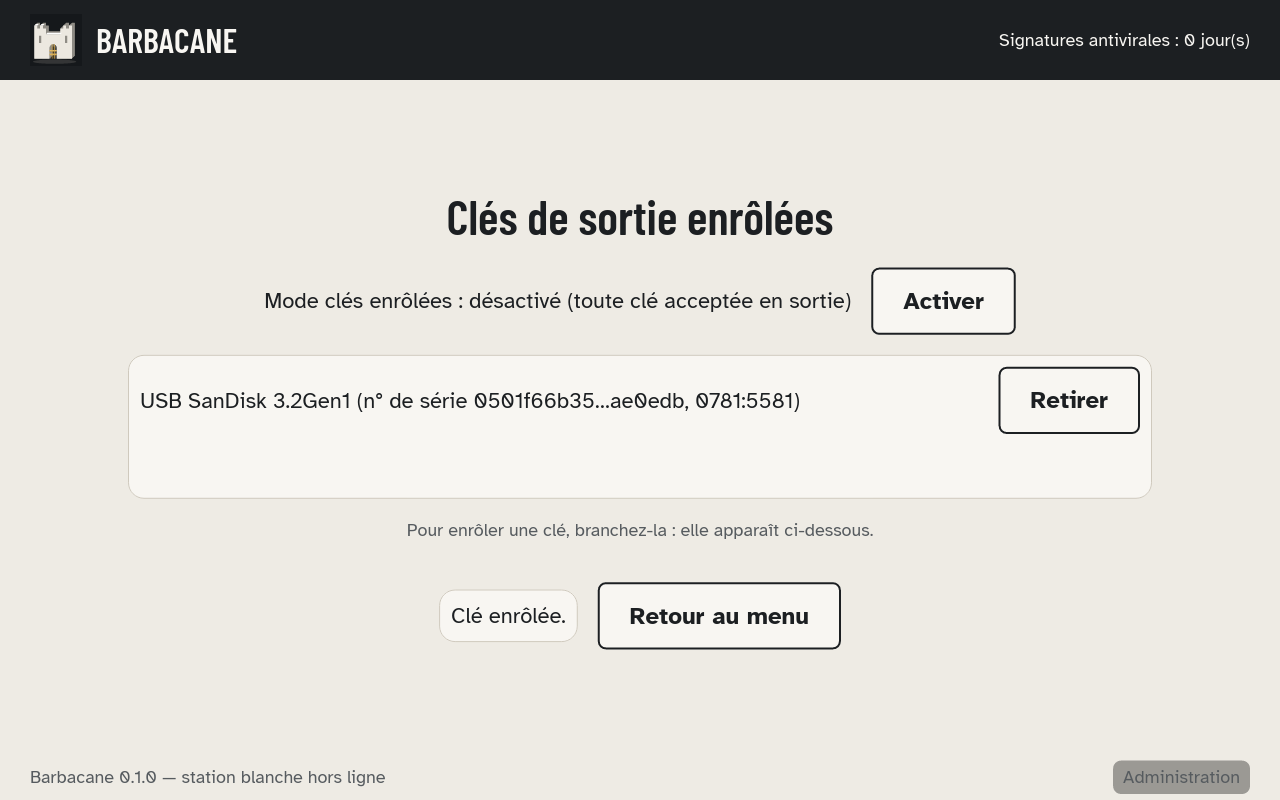 BARBACANE
Signatures antivirales : 0 jour(s)
Clés de sortie enrôlées
Mode clés enrôlées : désactivé (toute clé acceptée en sortie)
Activer
USB SanDisk 3.2Gen1 (n° de série 0501f66b35...ae0edb, 0781:5581)
Retirer
Pour enrôler une clé, branchez-la : elle apparaît ci-dessous.
Clé enrôlée.
Retour au menu
Barbacane 0.1.0 — station blanche hors ligne
Administration